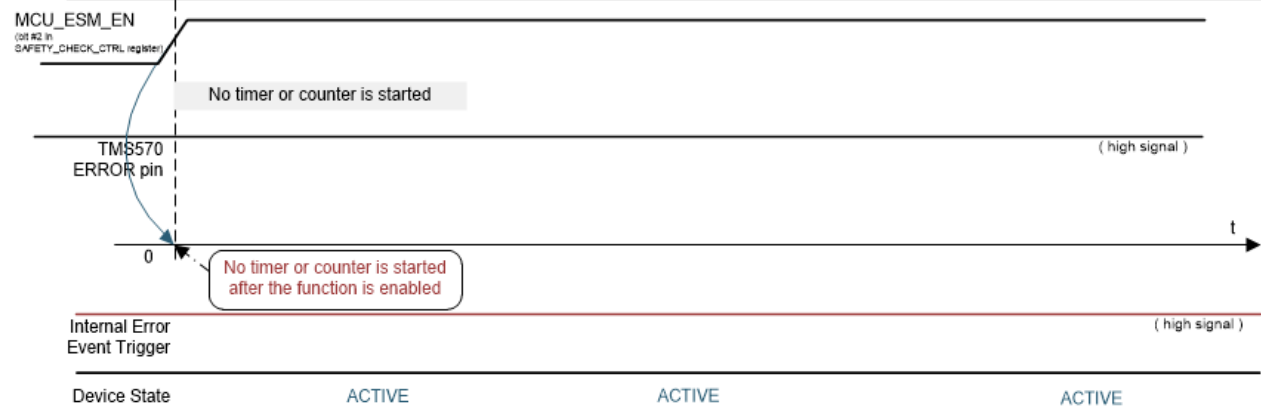 MCU_ESM_EN
(bit #2 in
SAFETY_CHECK_CTRL register)
No timer or counter is started
TMS570
ERROR pin
( high signal )
t
0
No timer or counter is started
after the function is enabled
Internal Error
Event Trigger
( high signal )
Device State
ACTIVE
ACTIVE
ACTIVE